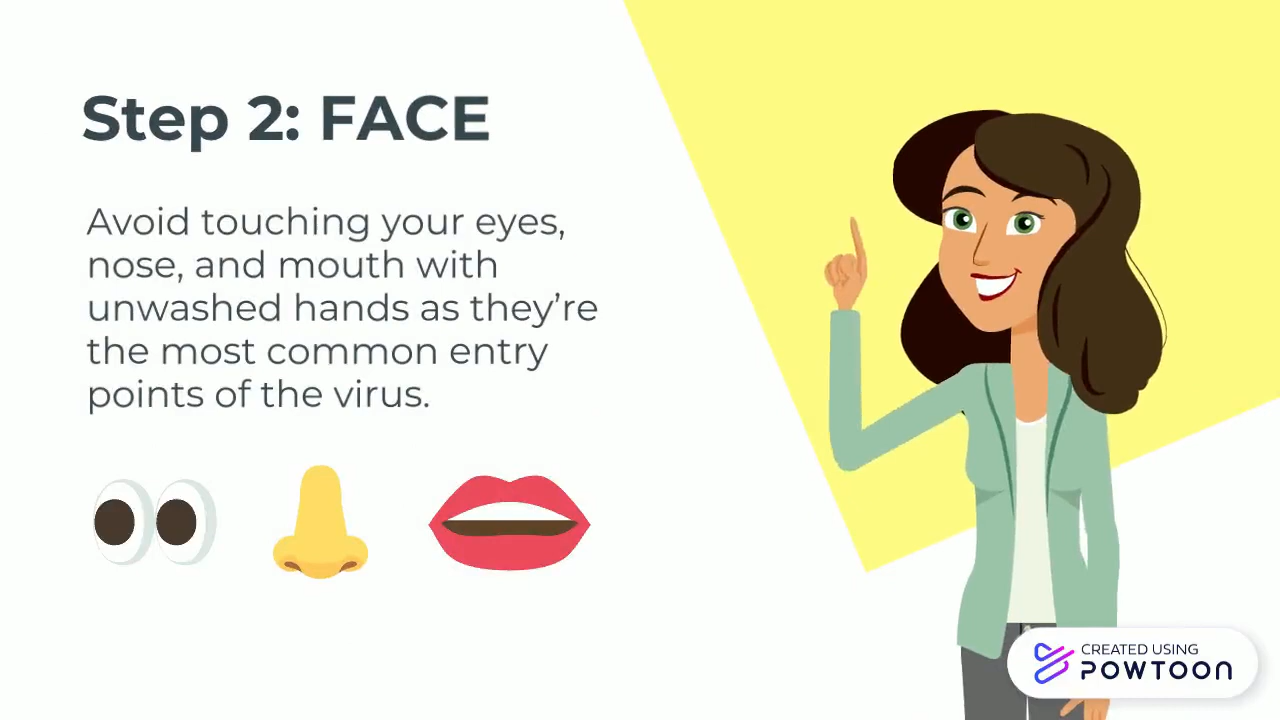 Step 2: FACE
Avoid touching your eyes,
nose, and mouth with
unwashed hands as they’re
the most common entry
points of the virus.
CREATED USING
POWTOON